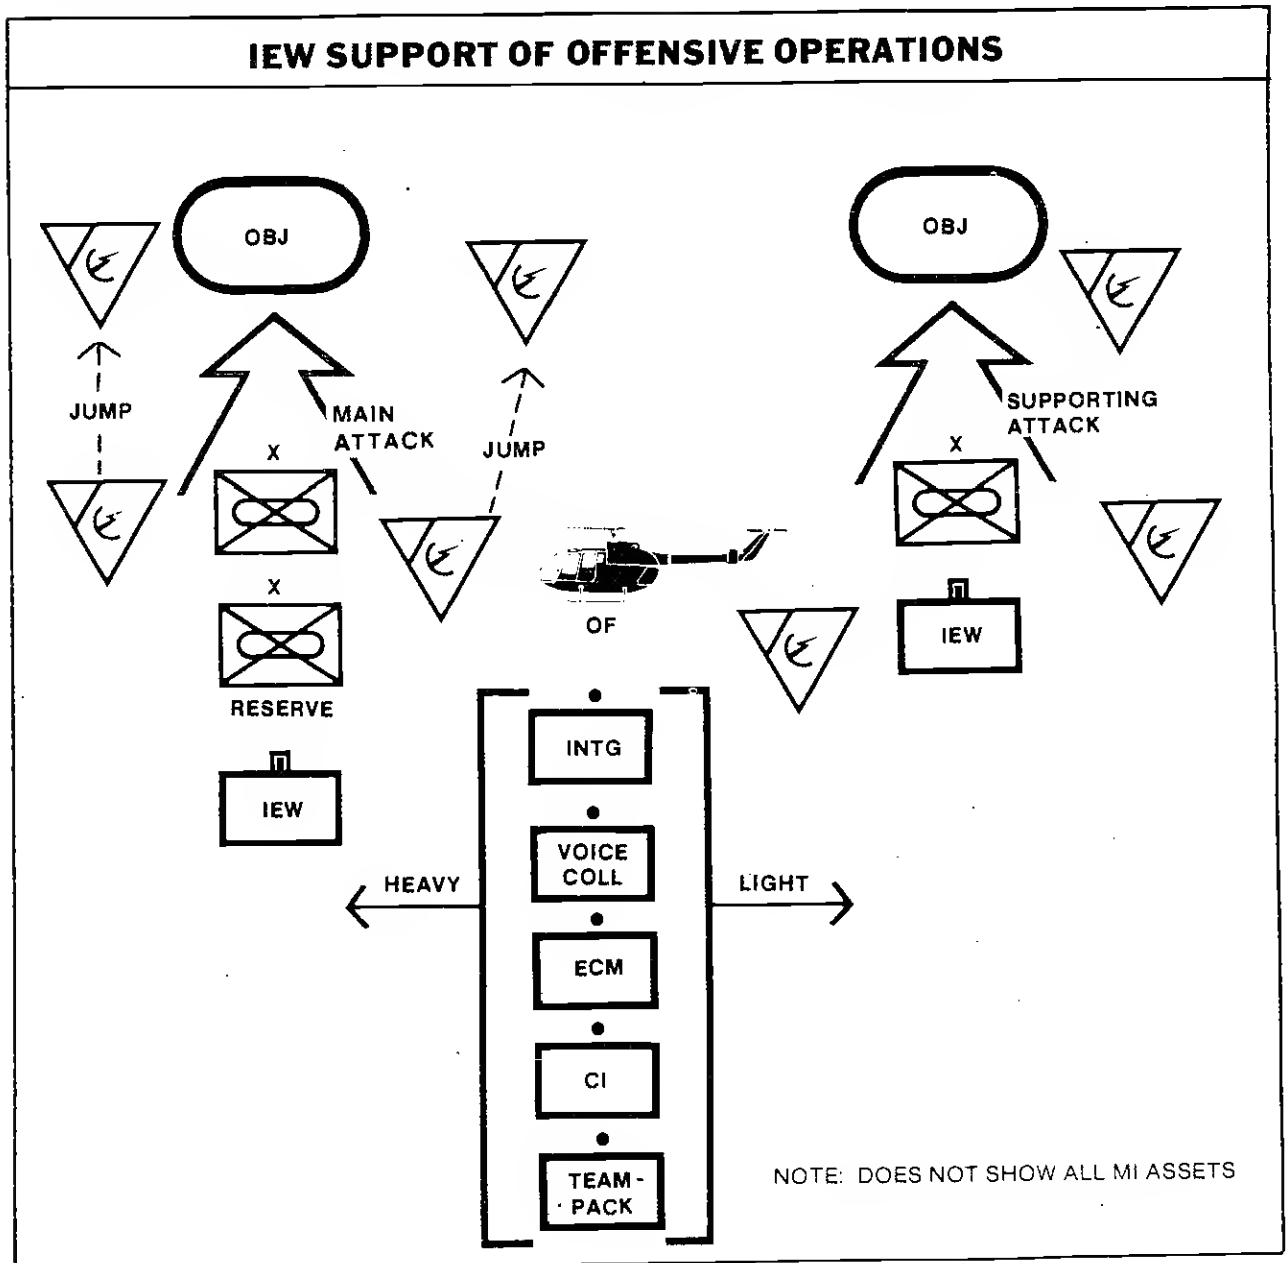 IEW SUPPORT OF OFFENSIVE OPERATIONS
OBJ
OBJ
JUMP
MAIN
ATTACK
JUMP
SUPPORTING
ATTACK
X
X
X
RESERVE
OF
IEW
IEW
INTG
VOICE
COLL
HEAVY
LIGHT
ECM
CI
TEAM-
PACK
NOTE: DOES NOT SHOW ALL MI ASSETS